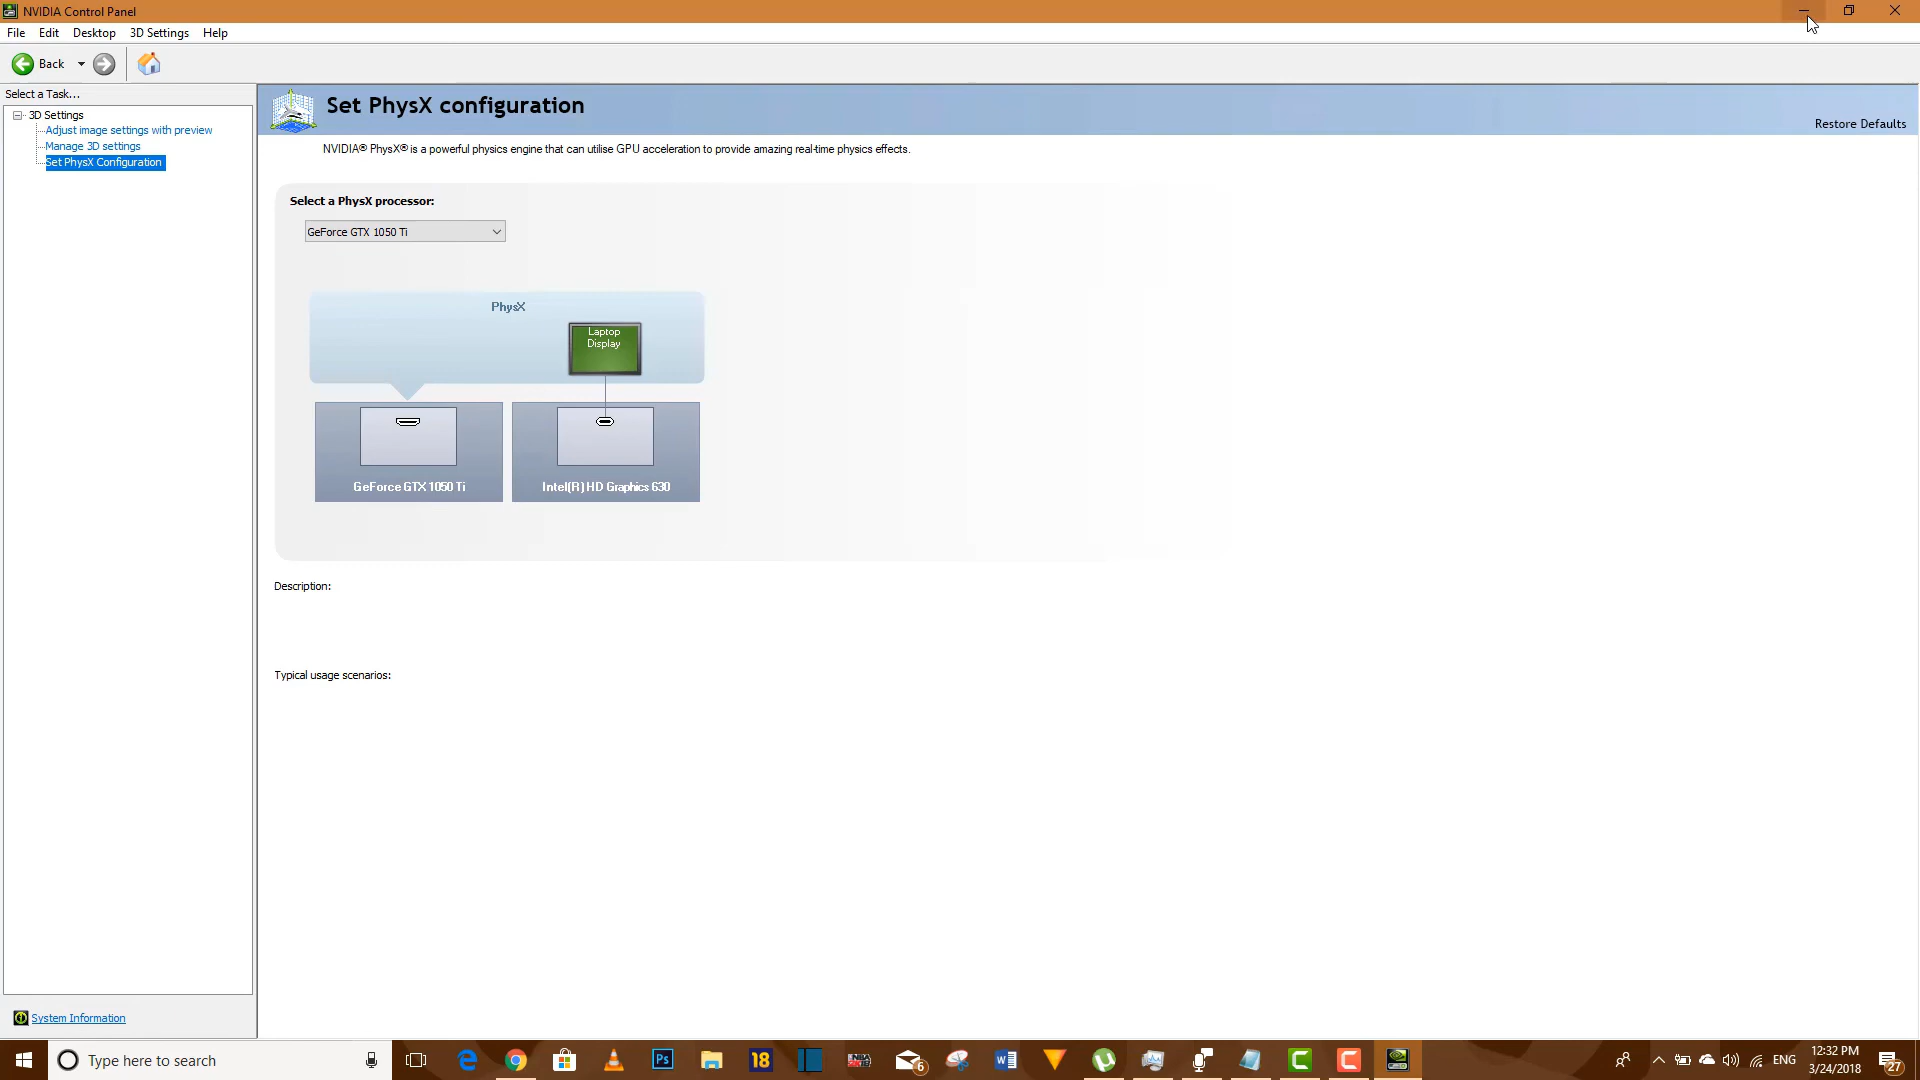 NVIDIA Control Panel
File Edit Desktop 3D Settings Help
Back
Select a Task...
3D Settings
Adjust image settings with preview
Manage 3D settings
Set PhysX Configuration
System Information
Set PhysX configuration
Restore Defaults
NVIDIA® PhysX® is a powerful physics engine that can utilise GPU acceleration to provide amazing real-time physics effects.
Select a PhysX processor:
GeForce GTX 1050 Ti
PhysX
Laptop
Display
GeForce GTX 1050 Ti
Intel(R) HD Graphics 630
Description:
Typical usage scenarios:
Type here to search
Ps
18
6
ENG
12:32 PM
3/24/2018
27